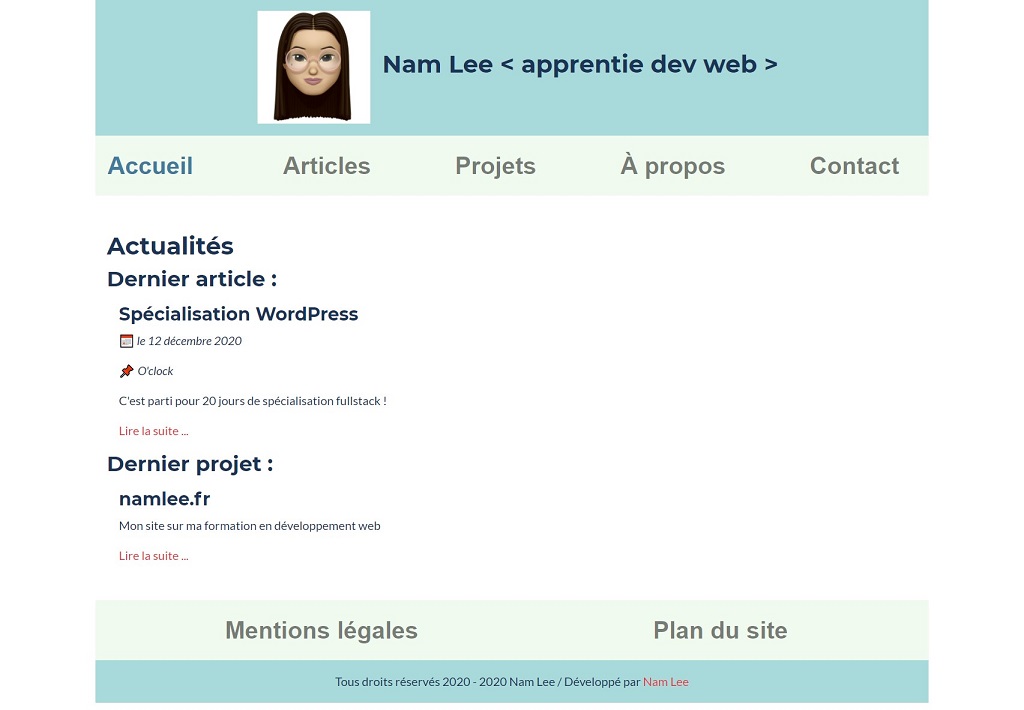 Nam Lee < apprentie dev web >
Accueil Articles Projets À propos Contact
Actualités
Dernier article :
Spécialisation WordPress
le 12 décembre 2020
O'clock
C'est parti pour 20 jours de spécialisation fullstack !
Lire la suite ...
Dernier projet :
namlee.fr
Mon site sur ma formation en développement web
Lire la suite ...
Mentions légales Plan du site
Tous droits réservés 2020 - 2020 Nam Lee / Développé par Nam Lee